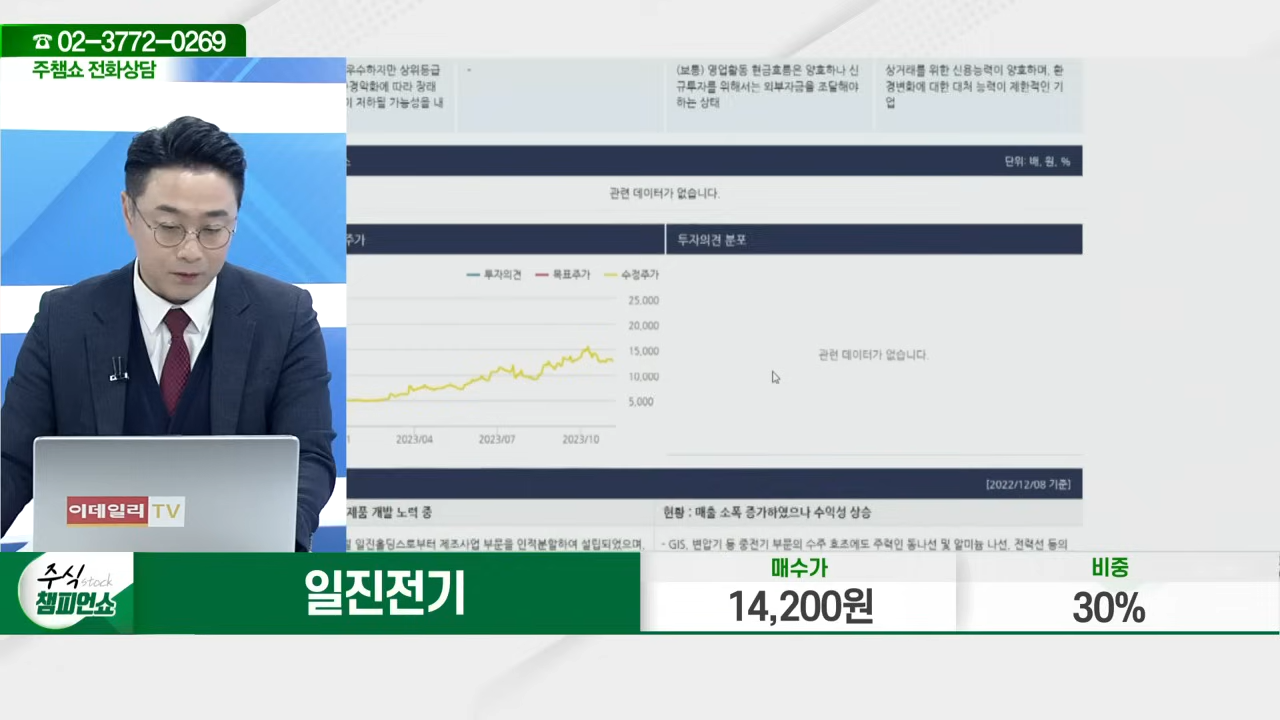 ☎ 02-3772-0269
주챔쇼 전화상담
우수하지만 상위등급
경악화에 따라 장래
저하될 가능성을 내
-
(보통) 영업활동 현금흐름은 양호하나 신
규투자를 위해서는 외부자금을 조달해야
하는 상태
상거래를 위한 신용능력이 양호하며, 환
경변화에 대한 대처 능력이 제한적인 기
업
단위: 배, 원, %
관련 데이터가 없습니다.
주가
투자의견 분포
투자의견 목표주가 수정주가
25,000
20,000
15,000
10,000
5,000
2023/04 2023/07 2023/10
관련 데이터가 없습니다.
[2022/12/08 기준]
제품 개발 노력 중
현황 : 매출 소폭 증가하였으나 수익성 상승
일진홀딩스로부터 제조사업 부문을 인적분할하여 설립되었으며,
- GIS, 변압기 등 중전기 부문의 수주 호조에도 주력인 동나선 및 알미늄 나선, 전력선 등의
이데일리 TV
주식 stock
챔피언쇼
일진전기
매수가
14,200원
비중
30%